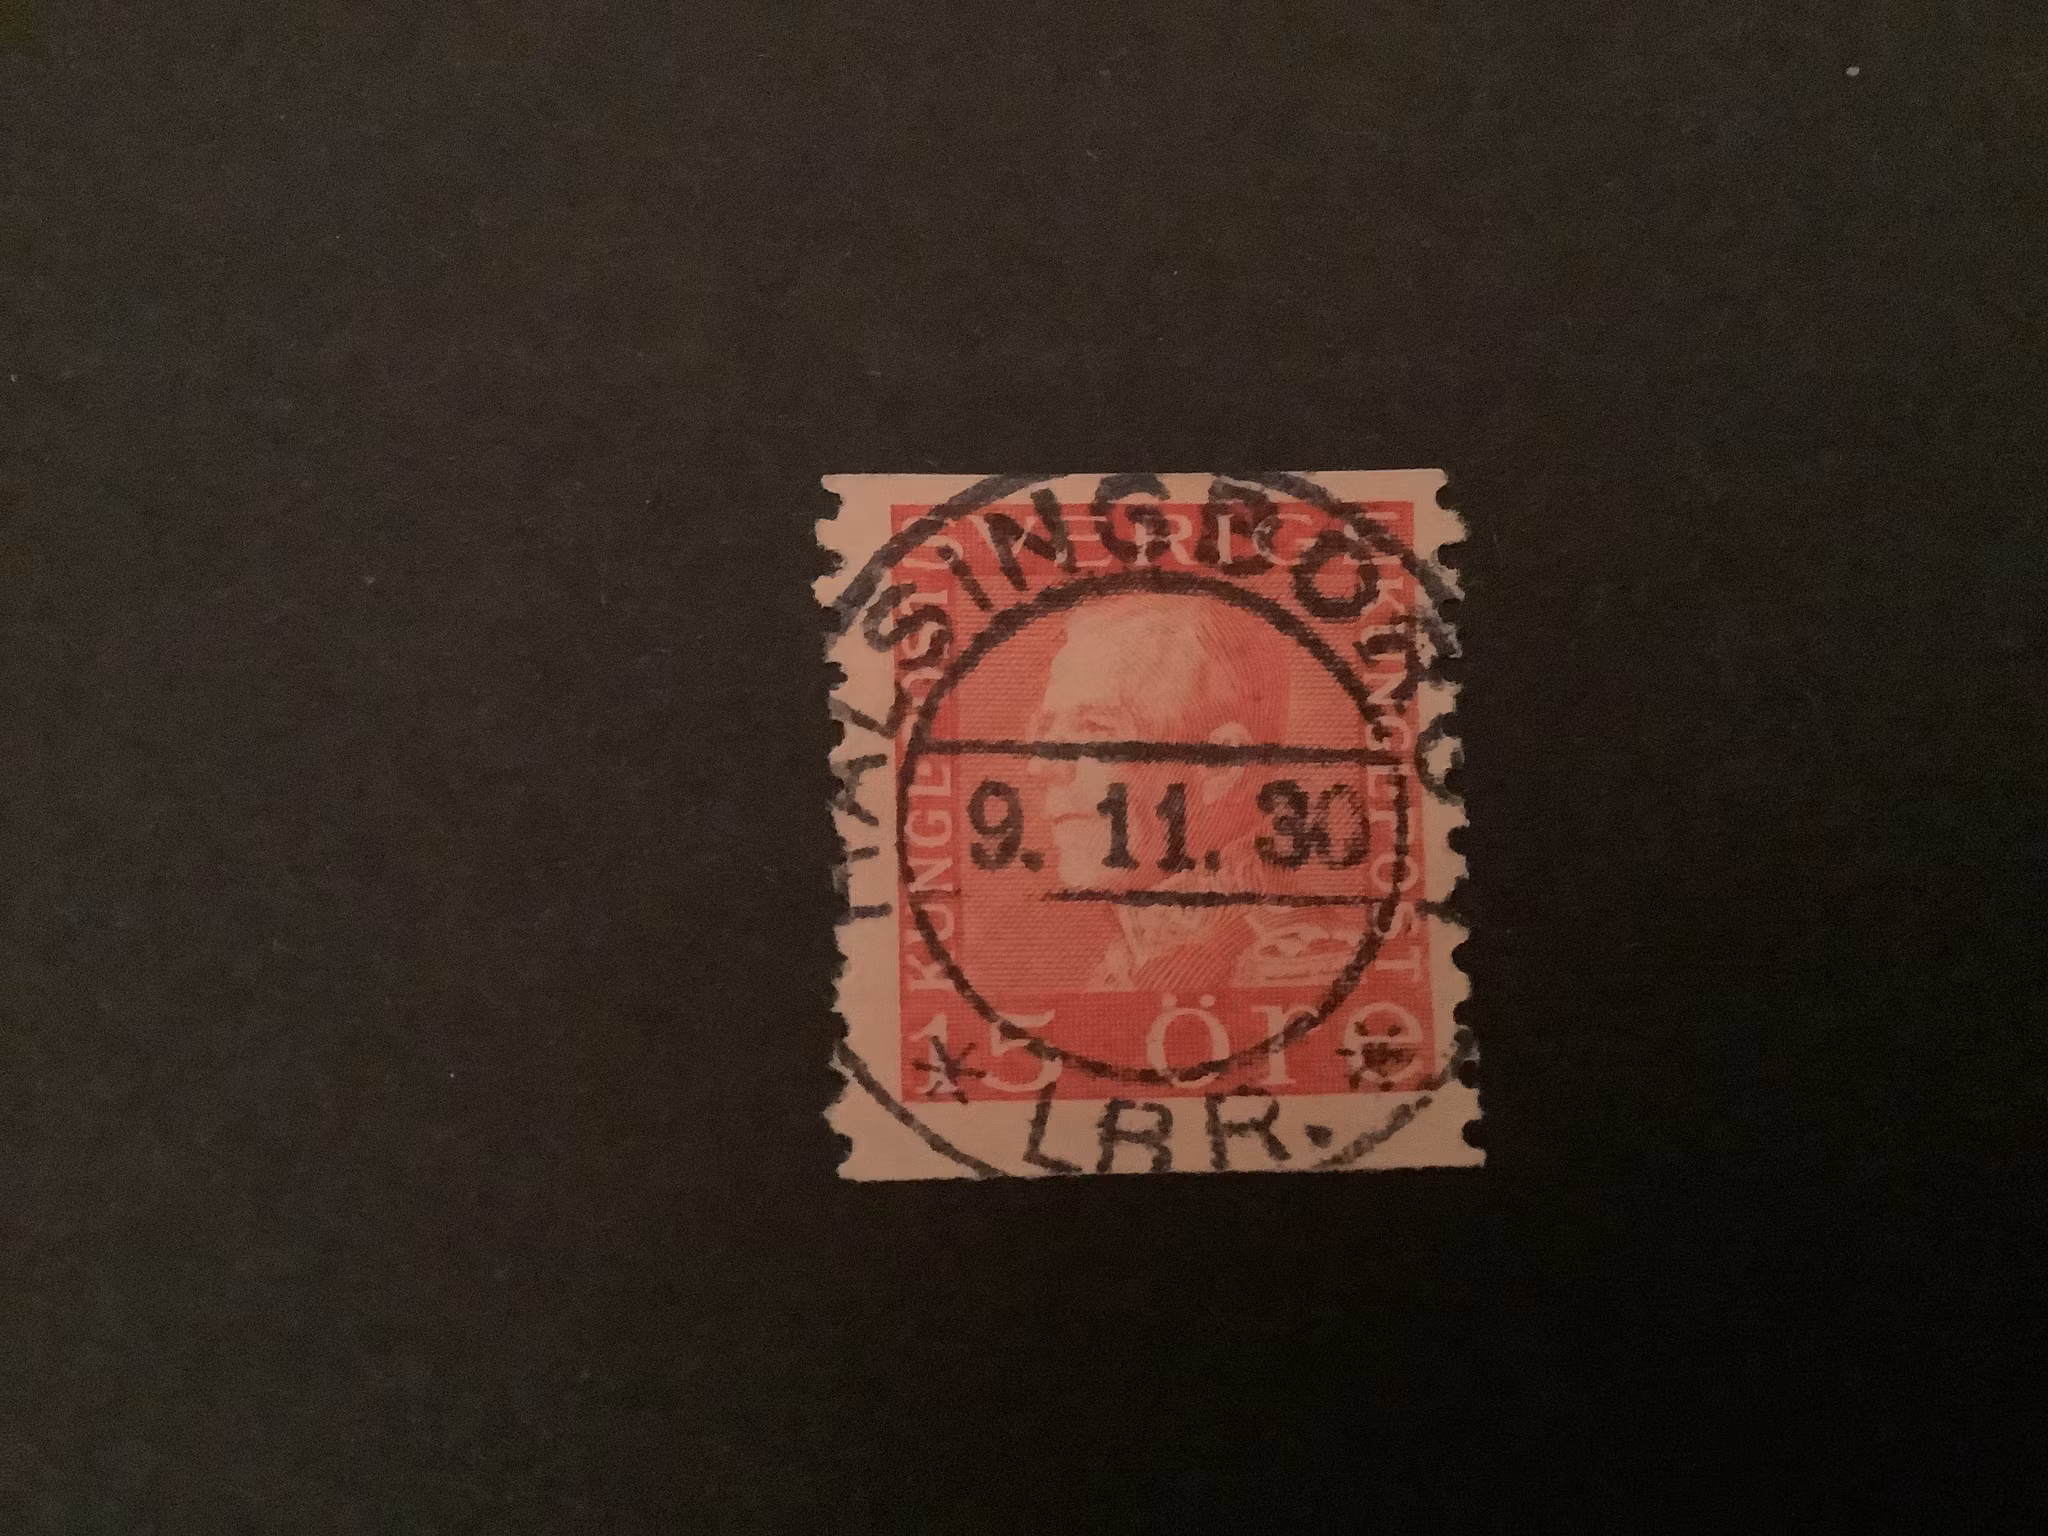 SVERIGE
KUNGL POST
KUNGL POST
15 öre
HÄLSINGBORG
9. 11. 30
* LBR. *